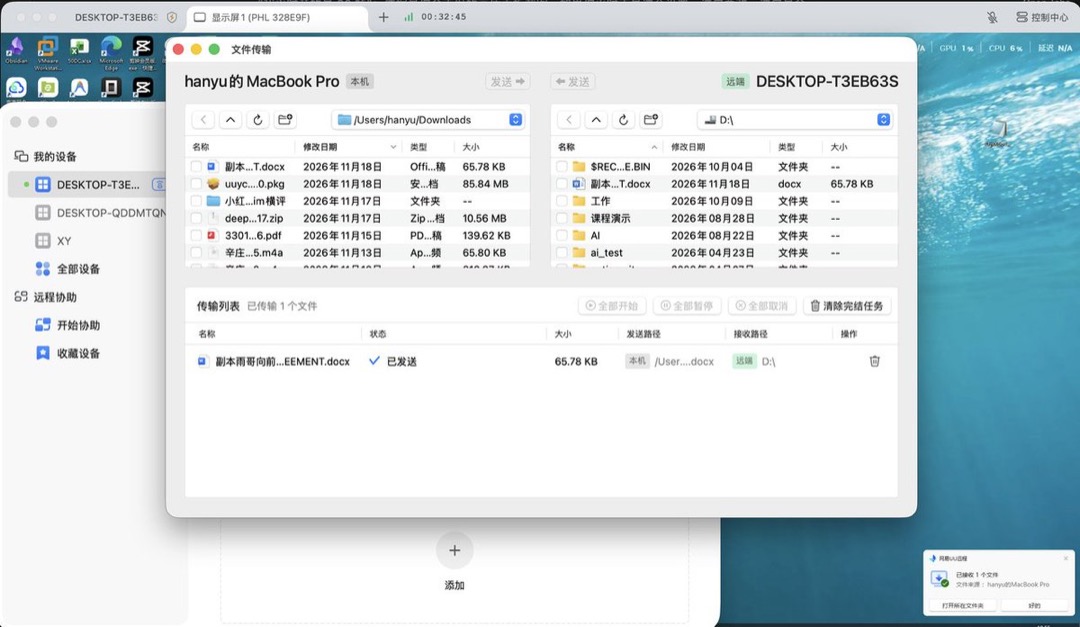 DESKTOP-T3EB6
显示屏1 (PHL 328E9F)
00:32:45
控制中心
Obsidian
Microsoft Edge
GPU 1% CPU 6% 延迟 N/A
文件传输
hanyu的 MacBook Pro 本机 发送
发送 远端 DESKTOP-T3EB63S
/Users/hanyu/Downloads
D:\
名称 修改日期 类型 大小
副本...T.docx 2026年11月18日 Offi...稿 65.78 KB
uuyc....0.pkg 2026年11月18日 安...档 85.84 MB
小红...im横评 2026年11月17日 文件夹 --
deep...17.zip 2026年11月17日 Zip...档 10.56 MB
3301...6.pdf 2026年11月15日 PD...稿 139.62 KB
辛庄...5.m4a 2026年11月13日 Ap...频 65.80 KB
名称 修改日期 类型 大小
$REC...E.BIN 2026年10月04日 文件夹 --
副本...T.docx 2026年11月18日 docx 65.78 KB
工作 2026年10月09日 文件夹 --
课程演示 2026年08月28日 文件夹 --
AI 2026年08月22日 文件夹 --
ai_test 2026年04月23日 文件夹 --
传输列表 已传输 1 个文件
全部开始 全部暂停 全部取消 清除完结任务
名称 状态 大小 发送路径 接收路径 操作
副本雨哥向前...EEMENT.docx 已发送 65.78 KB 本机 /User....docx 远端 D:\
我的设备
DESKTOP-T3E...
DESKTOP-QDDMTQN
XY
全部设备
远程协助
开始协助
收藏设备
添加
网易UU远程
已接收 1 个文件
文件来源：hanyu的MacBook Pro
打开所在文件夹 好的